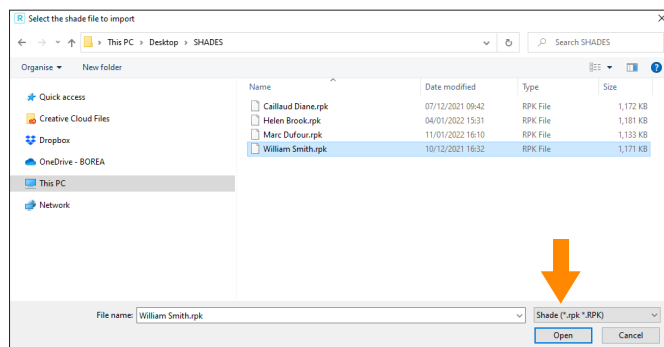 R Select the shade file to import
This PC > Desktop > SHADES
Search SHADES
Organise New folder
Name Date modified Type Size
Quick access
Creative Cloud Files
Dropbox
OneDrive - BOREA
This PC
Network
Caillaud Diane.rpk 07/12/2021 09:42 RPK File 1,172 KB
Helen Brook.rpk 04/01/2022 15:31 RPK File 1,181 KB
Marc Dufour.rpk 11/01/2022 16:10 RPK File 1,133 KB
William Smith.rpk 10/12/2021 16:32 RPK File 1,171 KB
File name: William Smith.rpk
Shade (*.rpk *.RPK)
Open Cancel